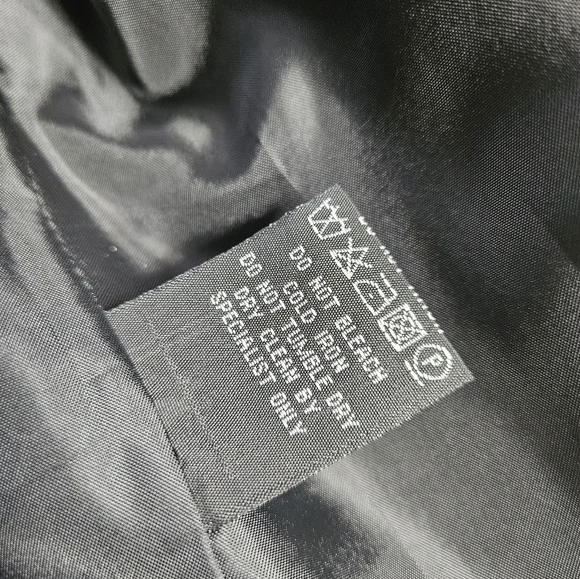 DO NOT BLEACH
COLD IRON
DO NOT TUMBLE DRY
DRY CLEAN BY
SPECIALIST ONLY
P